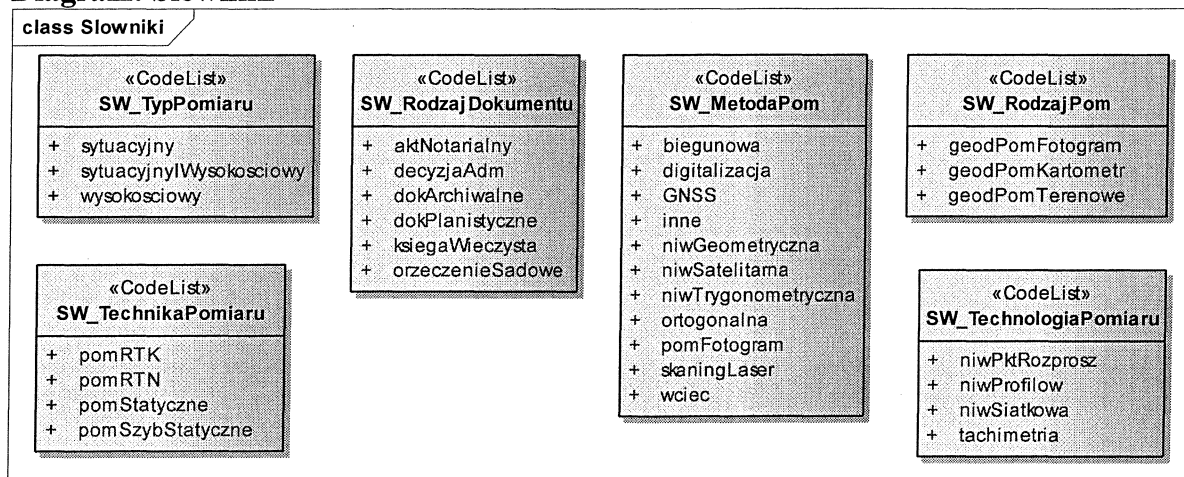 Diagram: Slowniki
class Slowniki
«CodeList»
SW_TypPomiaru
+ sytuacyjny
+ sytuacyjnyIWysokosciowy
+ wysokosciowy
«CodeList»
SW_RodzajDokumentu
+ aktNotarialny
+ decyzjaAdm
+ dokArchiwalne
+ dokPlanistyczne
+ ksiegaWieczysta
+ orzeczenieSadowe
«CodeList»
SW_MetodaPom
+ biegunowa
+ digitalizacja
+ GNSS
+ inne
+ niwGeometryczna
+ niwSatelitarna
+ niwTrygonometryczna
+ ortogonalna
+ pomFotogram
+ skaningLaser
+ wciec
«CodeList»
SW_RodzajPom
+ geodPomFotogram
+ geodPomKartometr
+ geodPomTerenowe
«CodeList»
SW_TechnikaPomiaru
+ pomRTK
+ pomRTN
+ pomStatyczne
+ pomSzybStatyczne
«CodeList»
SW_TechnologiaPomiaru
+ niwPktRozprosz
+ niwProfilow
+ niwSiatkowa
+ tachimetria